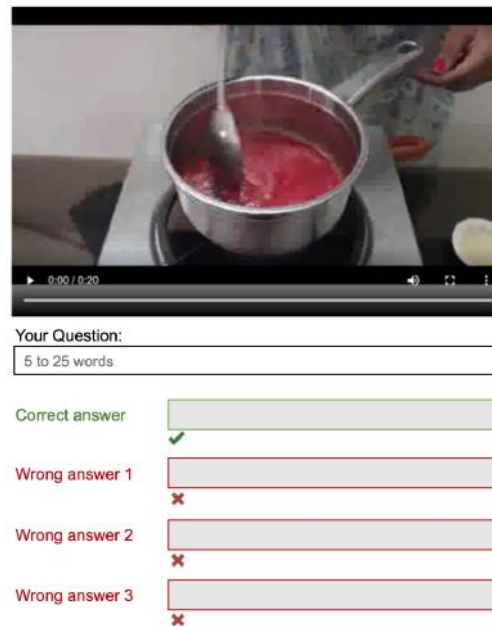 0:00 / 0:20
Your Question:
5 to 25 words
Correct answer
Wrong answer 1
Wrong answer 2
Wrong answer 3